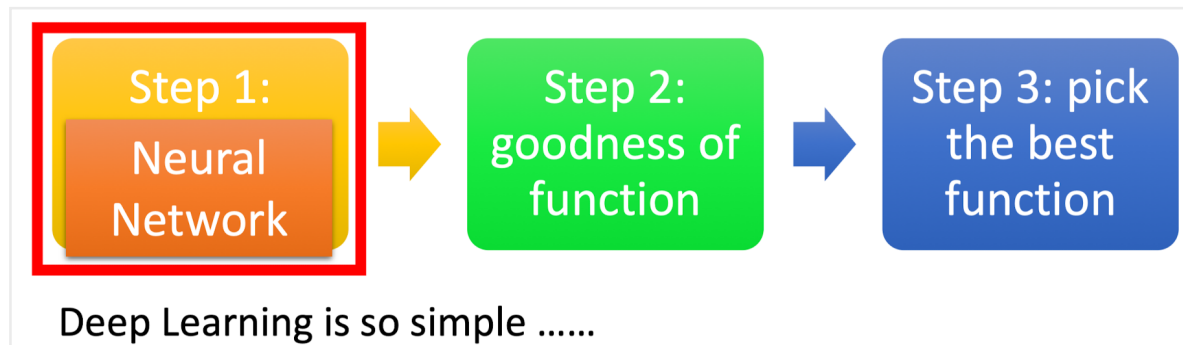 Step 1:
Neural
Network
Step 2:
goodness of
function
Step 3: pick
the best
function
Deep Learning is so simple ......